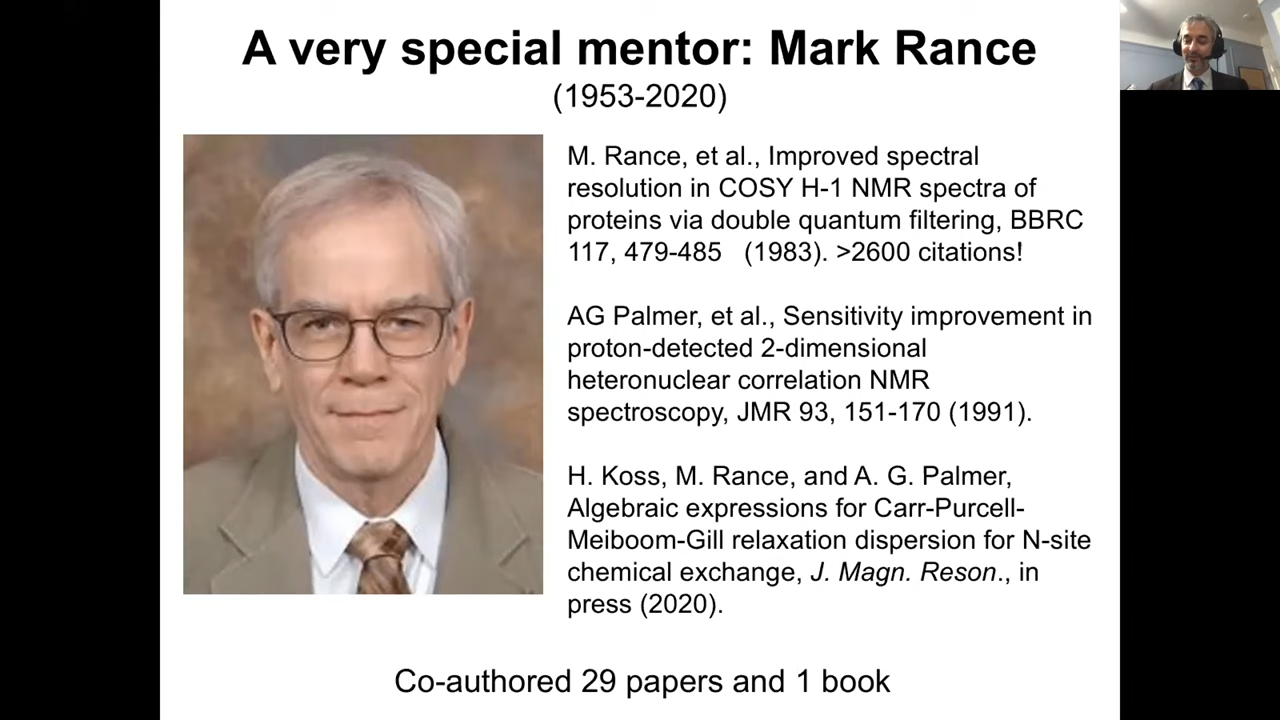 A very special mentor: Mark Rance
(1953-2020)
M. Rance, et al., Improved spectral
resolution in COSY H-1 NMR spectra of
proteins via double quantum filtering, BBRC
117, 479-485 (1983). >2600 citations!
AG Palmer, et al., Sensitivity improvement in
proton-detected 2-dimensional
heteronuclear correlation NMR
spectroscopy, JMR 93, 151-170 (1991).
H. Koss, M. Rance, and A. G. Palmer,
Algebraic expressions for Carr-Purcell-
Meiboom-Gill relaxation dispersion for N-site
chemical exchange, J. Magn. Reson., in
press (2020).
Co-authored 29 papers and 1 book